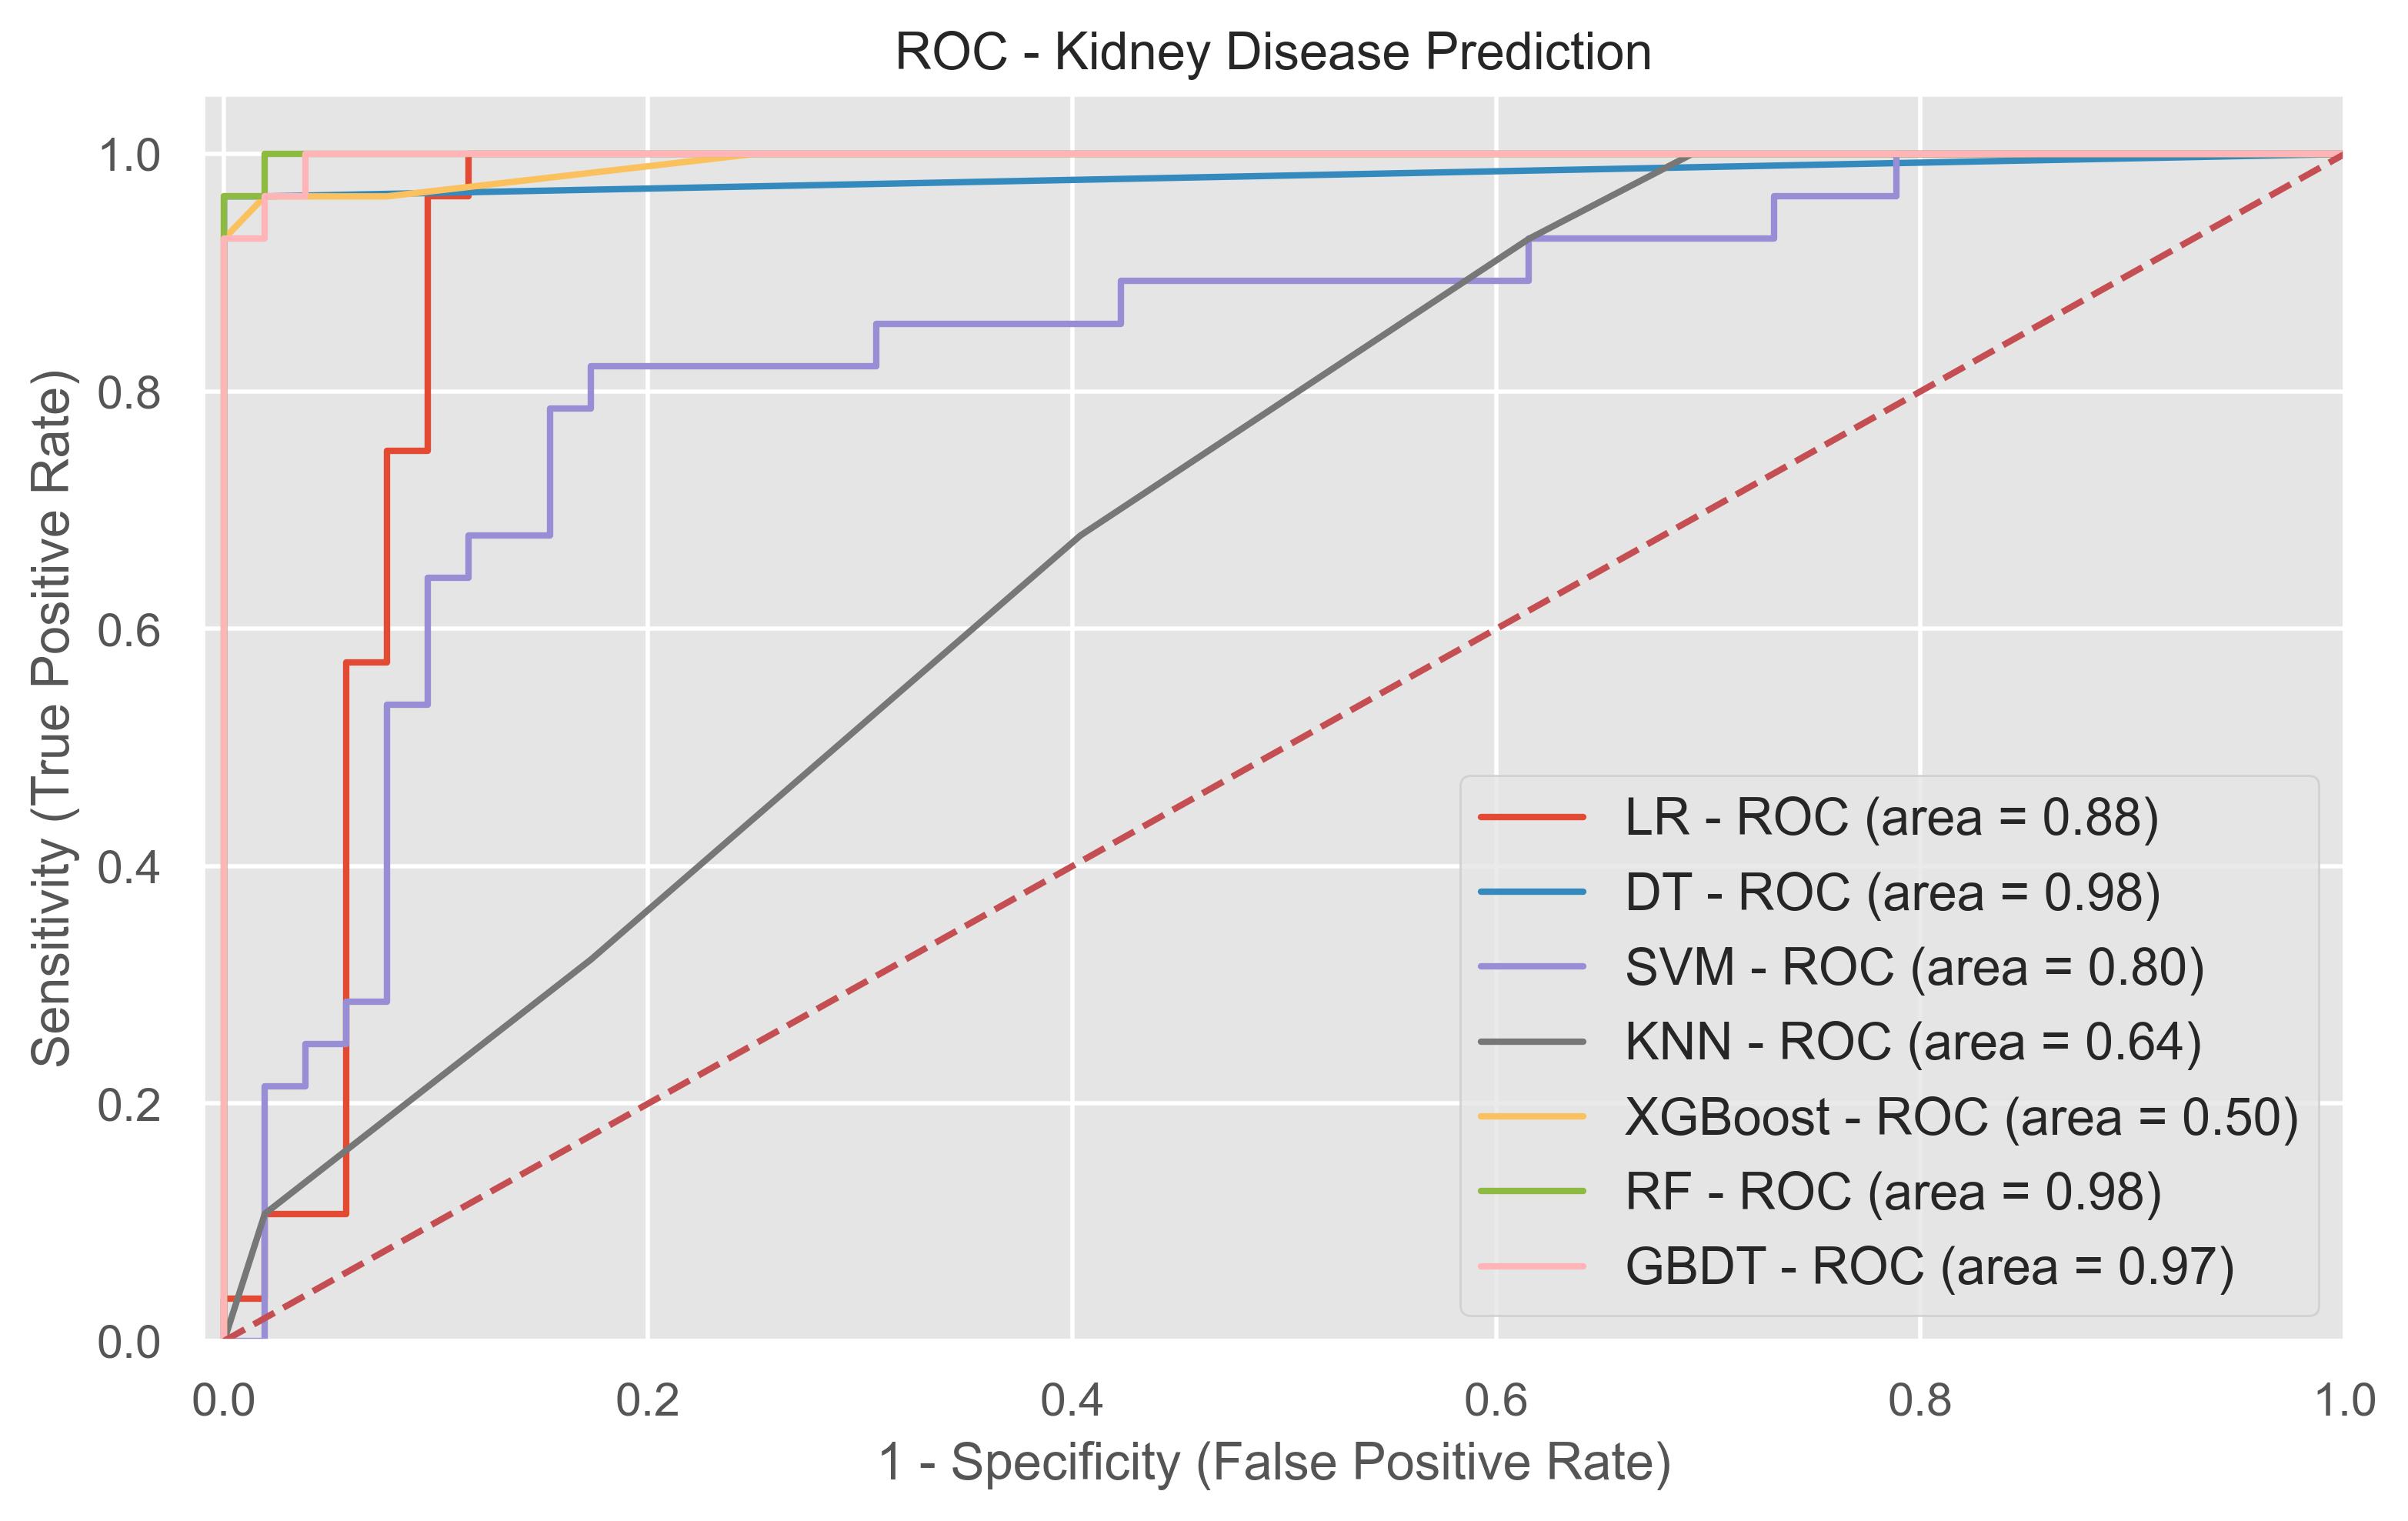 ROC - Kidney Disease Prediction
Sensitivity (True Positive Rate)
1.0
0.8
0.6
0.4
0.2
0.0
LR - ROC (area = 0.88)
DT - ROC (area = 0.98)
SVM - ROC (area = 0.80)
KNN - ROC (area = 0.64)
XGBoost - ROC (area = 0.50)
RF - ROC (area = 0.98)
GBDT - ROC (area = 0.97)
0.0 0.2 0.4 0.6 0.8 1.0
1 - Specificity (False Positive Rate)